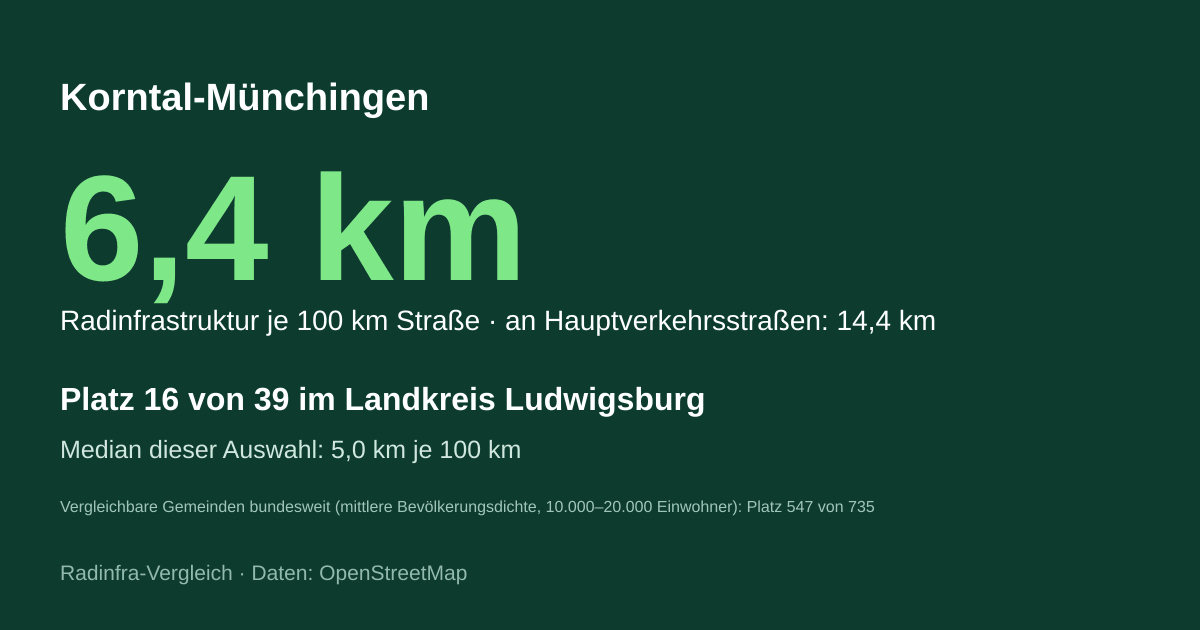 Korntal-Münchingen
6,4 km
Radinfrastruktur je 100 km Straße · an Hauptverkehrsstraßen: 14,4 km
Platz 16 von 39 im Landkreis Ludwigsburg
Median dieser Auswahl: 5,0 km je 100 km
Vergleichbare Gemeinden bundesweit (mittlere Bevölkerungsdichte, 10.000–20.000 Einwohner): Platz 547 von 735
Radinfra-Vergleich · Daten: OpenStreetMap